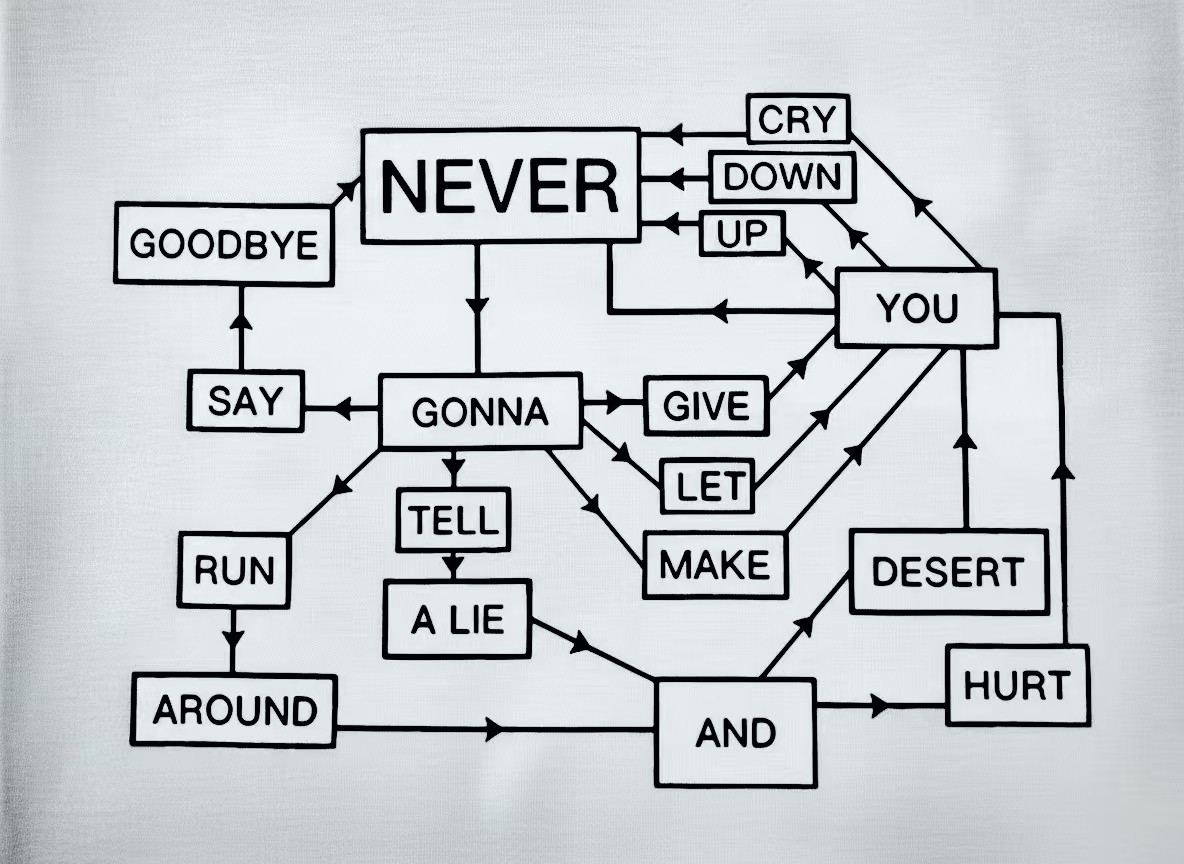 CRY
NEVER
DOWN
UP
GOODBYE
YOU
SAY
GONNA
GIVE
LET
TELL
MAKE
RUN
DESERT
A LIE
HURT
AROUND
AND